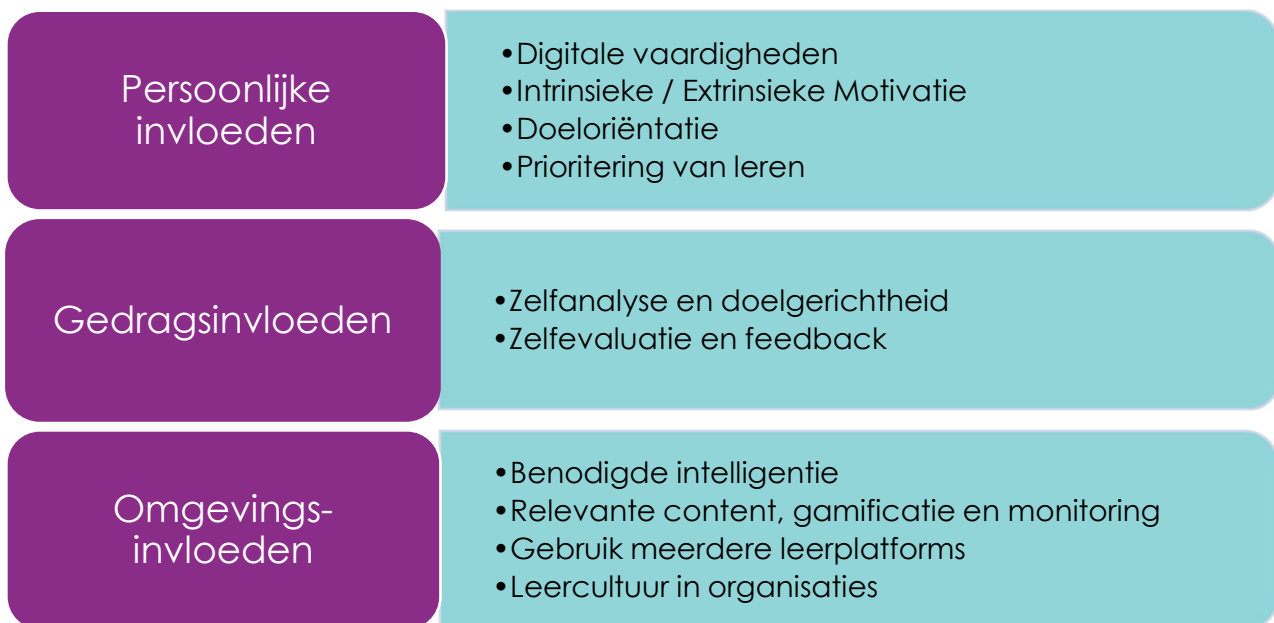 Persoonlijke
invloeden
•Digitale vaardigheden
•Intrinsieke / Extrinsieke Motivatie
•Doeloriëntatie
•Prioritering van leren
Gedragsinvloeden
•Zelfanalyse en doelgerichtheid
•Zelfevaluatie en feedback
Omgevings-
invloeden
•Benodigde intelligentie
•Relevante content, gamificatie en monitoring
•Gebruik meerdere leerplatforms
•Leercultuur in organisaties